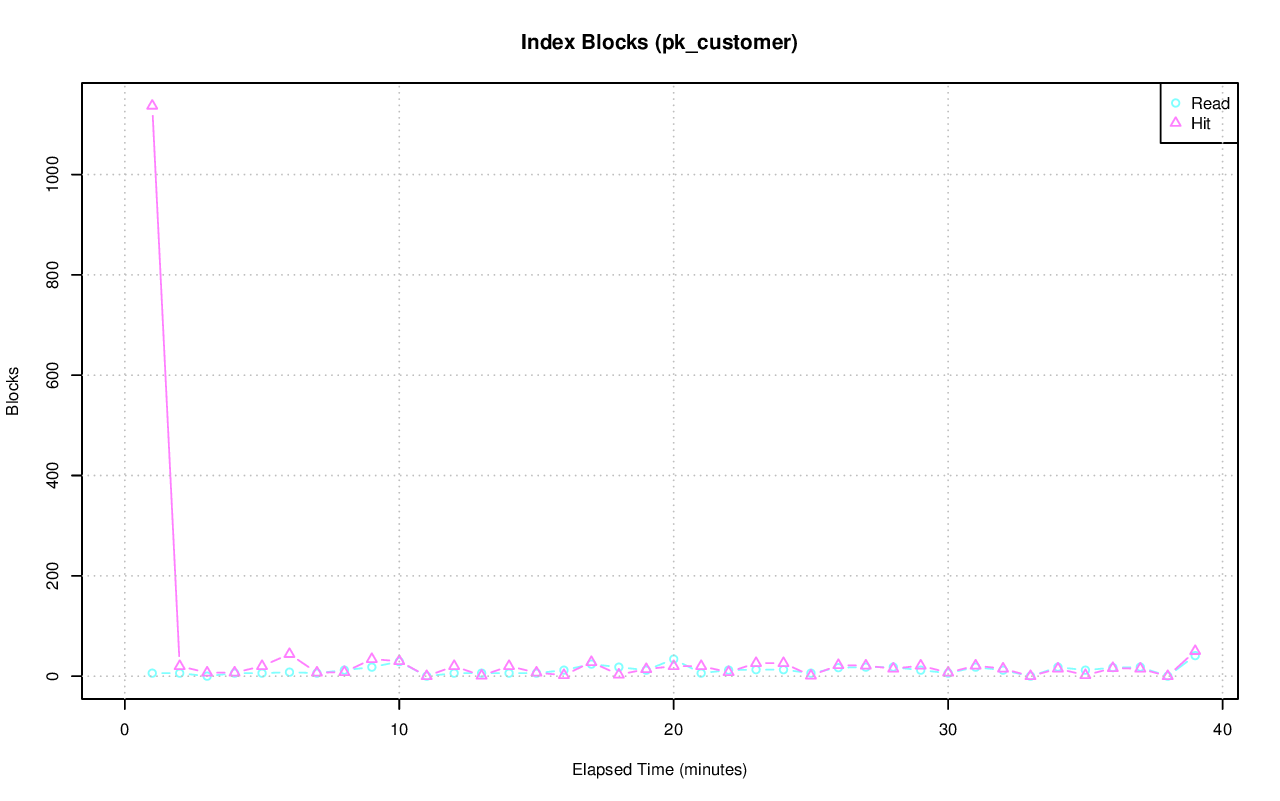 Index Blocks (pk_customer)
Read
Hit
1000
800
600
400
200
0
Blocks
0 10 20 30 40
Elapsed Time (minutes)